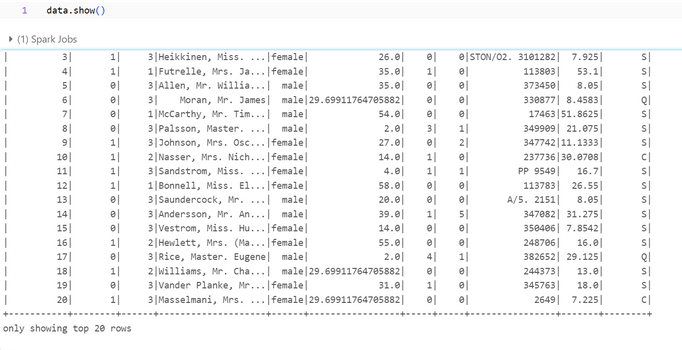 1 data.show()
(1) Spark Jobs
| 3| 1| 3|Heikkinen, Miss. ...|female| 26.0| 0| 0|STON/O2. 3101282| 7.925| S|
| 4| 1| 1|Futrelle, Mrs. Ja...|female| 35.0| 1| 0| 113803| 53.1| S|
| 5| 0| 3|Allen, Mr. Willia...| male| 35.0| 0| 0| 373450| 8.05| S|
| 6| 0| 3| Moran, Mr. James| male|29.69911764705882| 0| 0| 330877| 8.4583| Q|
| 7| 0| 1|McCarthy, Mr. Tim...| male| 54.0| 0| 0| 17463|51.8625| S|
| 8| 0| 3|Palsson, Master. ...| male| 2.0| 3| 1| 349909| 21.075| S|
| 9| 1| 3|Johnson, Mrs. Osc...|female| 27.0| 0| 2| 347742|11.1333| S|
| 10| 1| 2|Nasser, Mrs. Nich...|female| 14.0| 1| 0| 237736|30.0708| C|
| 11| 1| 3|Sandstrom, Miss. ...|female| 4.0| 1| 1| PP 9549| 16.7| S|
| 12| 1| 1|Bonnell, Miss. El...|female| 58.0| 0| 0| 113783| 26.55| S|
| 13| 0| 3|Saundercock, Mr. ...| male| 20.0| 0| 0| A/5. 2151| 8.05| S|
| 14| 0| 3|Andersson, Mr. An...| male| 39.0| 1| 5| 347082| 31.275| S|
| 15| 0| 3|Vestrom, Miss. Hu...|female| 14.0| 0| 0| 350406| 7.8542| S|
| 16| 1| 2|Hewlett, Mrs. (Ma...|female| 55.0| 0| 0| 248706| 16.0| S|
| 17| 0| 3|Rice, Master. Eugene| male| 2.0| 4| 1| 382652| 29.125| Q|
| 18| 1| 2|Williams, Mr. Cha...| male|29.69911764705882| 0| 0| 244373| 13.0| S|
| 19| 0| 3|Vander Planke, Mr...|female| 31.0| 1| 0| 345763| 18.0| S|
| 20| 1| 3|Masselmani, Mrs. ...|female|29.69911764705882| 0| 0| 2649| 7.225| C|
only showing top 20 rows